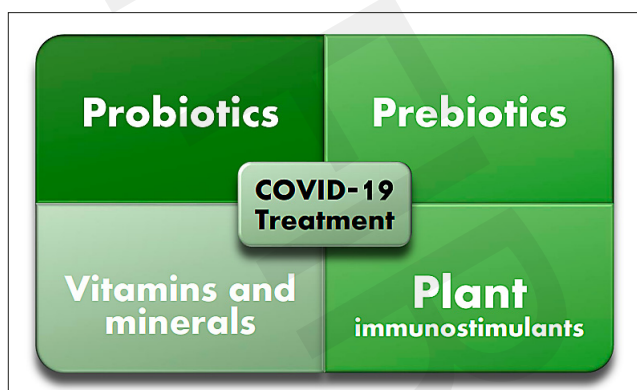 Probiotics
Prebiotics
COVID-19
Treatment
Vitamins and
minerals
Plant
immunostimulants